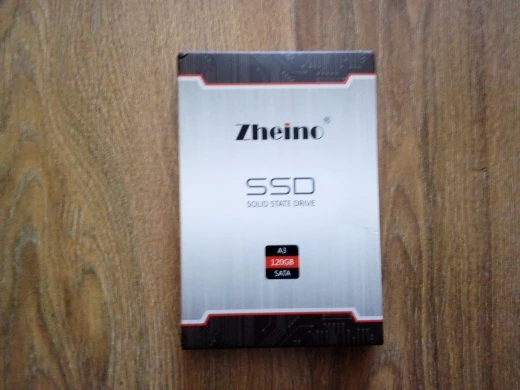 Zheino®
SSD
SOLID STATE DRIVE
A3
120GB
SATA